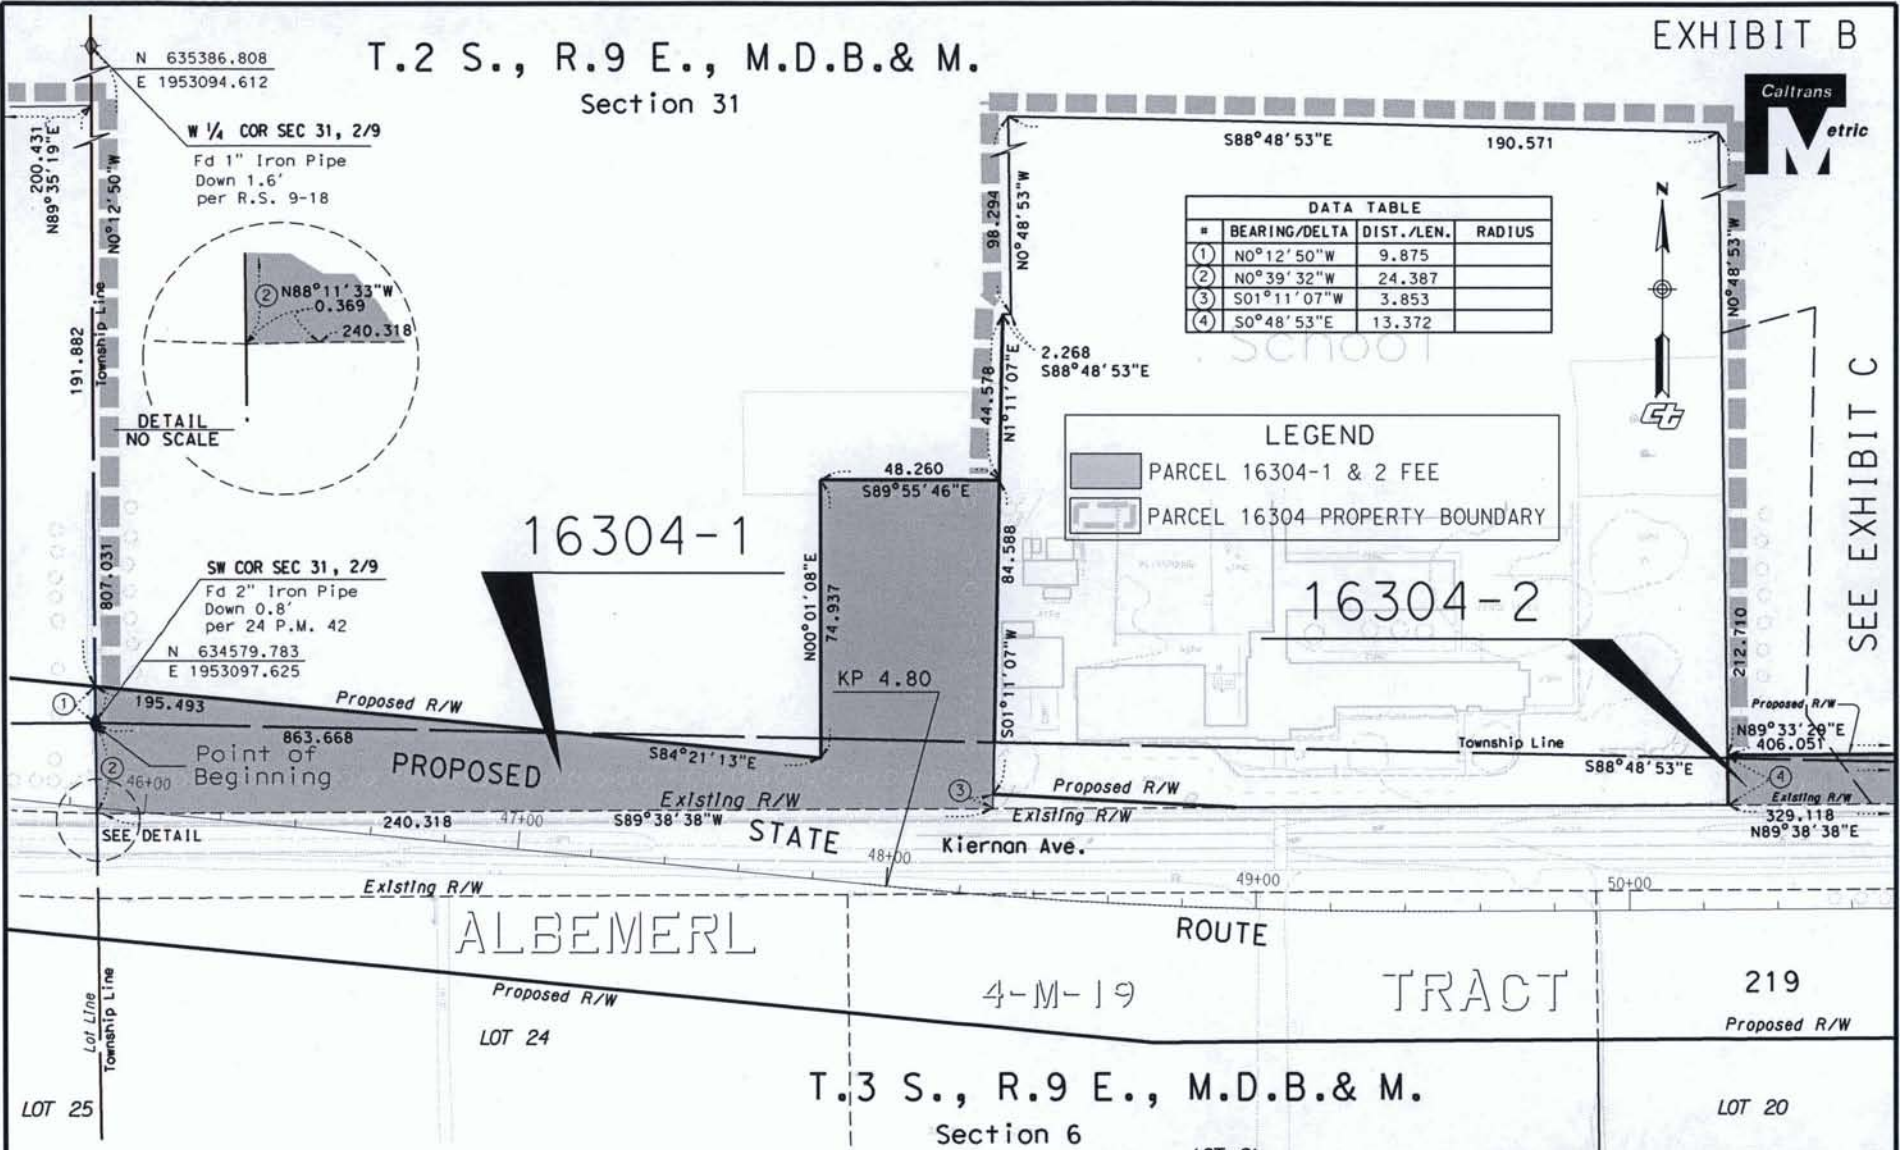 EXHIBIT B
T.2 S., R.9 E., M.D.B.& M.
Section 31
N 635386.808
E 1953094.612
W 1/4 COR SEC 31, 2/9
Fd 1" Iron Pipe
Down 1.6'
per R.S. 9-18
200.431
N89°35'19"E
N0°12'50"W
191.882
Township Line
Caltrans
Metric
S88°48'53"E
190.571
98.294
N0°48'53"W
N
DATA TABLE
# BEARING/DELTA DIST./LEN. RADIUS
1 N0°12'50"W 9.875
2 N0°39'32"W 24.387
3 S01°11'07"W 3.853
4 S0°48'53"E 13.372
N0°48'53"W
2 N88°11'33"W
0.369
240.318
DETAIL
NO SCALE
School
2.268
S88°48'53"E
44.578
N1°11'07"E
ct
SEE EXHIBIT C
LEGEND
PARCEL 16304-1 & 2 FEE
PARCEL 16304 PROPERTY BOUNDARY
48.260
S89°55'46"E
16304-1
16304-2
807.031
SW COR SEC 31, 2/9
Fd 2" Iron Pipe
Down 0.8'
per 24 P.M. 42
N 634579.783
E 1953097.625
N00°01'08"E
74.937
84.588
S01°11'07"W
212.710
KP 4.80
1
195.493
Proposed R/W
863.668
Point of
Beginning
PROPOSED
S84°21'13"E
Township Line
S88°48'53"E
Proposed R/W
N89°33'20"E
406.051
2
46+00
Existing R/W
3
Proposed R/W
Existing R/W
4
Existing R/W
329.118
N89°38'38"E
SEE DETAIL
240.318
47+00
S89°38'38"W
STATE
48+00
Kiernan Ave.
49+00
50+00
Existing R/W
ALBEMERL
ROUTE
4-M-19
TRACT
219
Proposed R/W
Proposed R/W
Lot Line
Township Line
LOT 24
T.3 S., R.9 E., M.D.B.& M.
Section 6
LOT 25
LOT 20